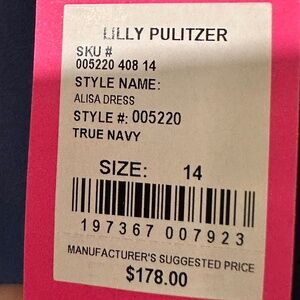 LILLY PULITZER
SKU #
005220 408 14
STYLE NAME:
ALISA DRESS
STYLE #: 005220
TRUE NAVY
SIZE: 14
197367 007923
MANUFACTURER'S SUGGESTED PRICE
$178.00